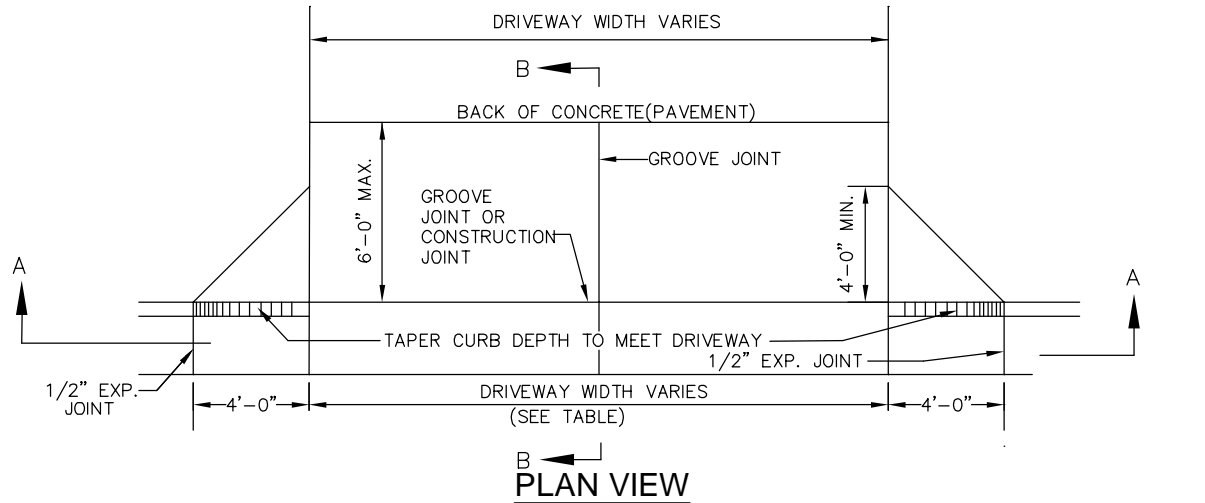 DRIVEWAY WIDTH VARIES
B
BACK OF CONCRETE(PAVEMENT)
GROOVE JOINT
6'-0" MAX.
GROOVE
JOINT OR
CONSTRUCTION
JOINT
4'-0" MIN.
A
A
TAPER CURB DEPTH TO MEET DRIVEWAY
1/2" EXP. JOINT
1/2" EXP.
JOINT
4'-0"
DRIVEWAY WIDTH VARIES
(SEE TABLE)
4'-0"
B
PLAN VIEW